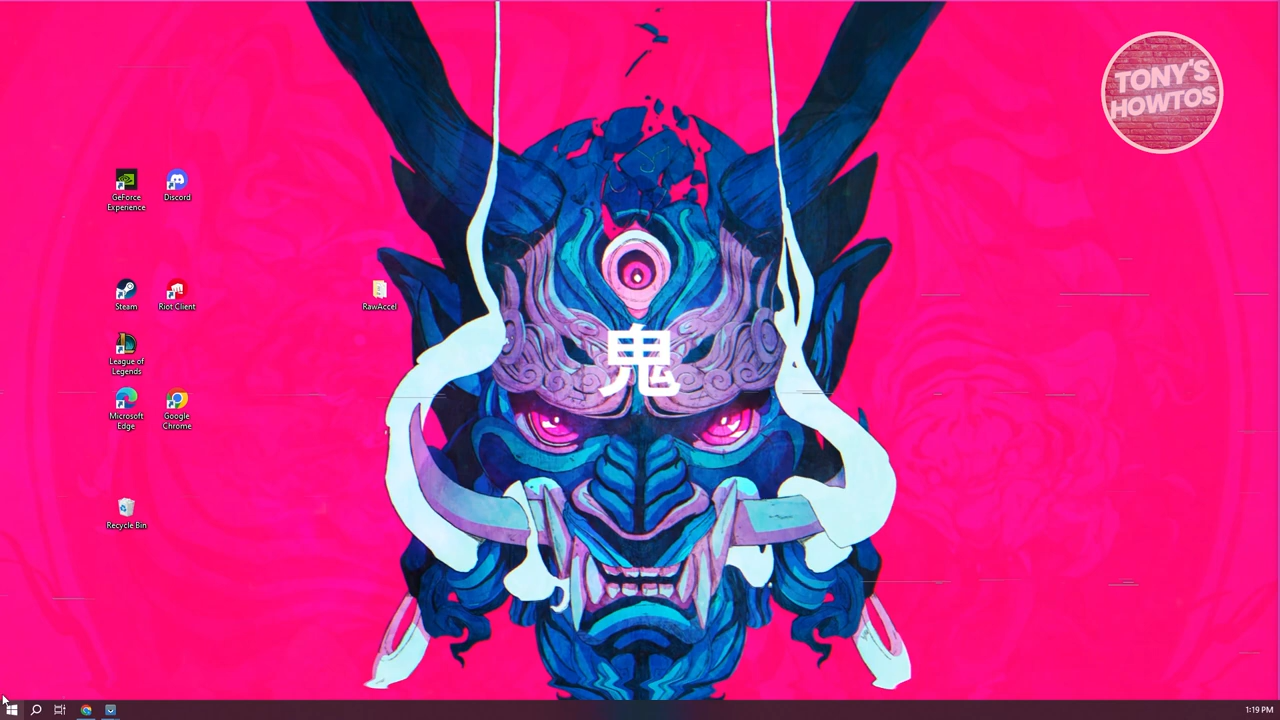 TONY'S
HOWTOS
GeForce
Experience
Discord
Steam
Riot Client
RawAccel
League of
Legends
鬼
Microsoft
Edge
Google
Chrome
Recycle Bin
1:19 PM